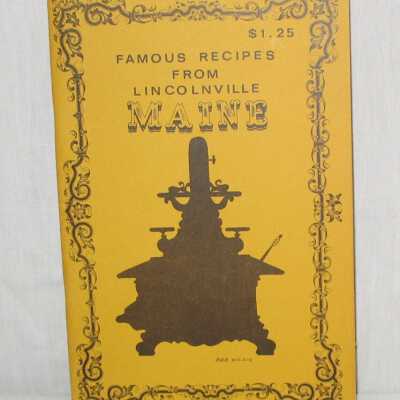 $1.25
FAMOUS RECIPES
FROM
LINCOLNVILLE
MAINE